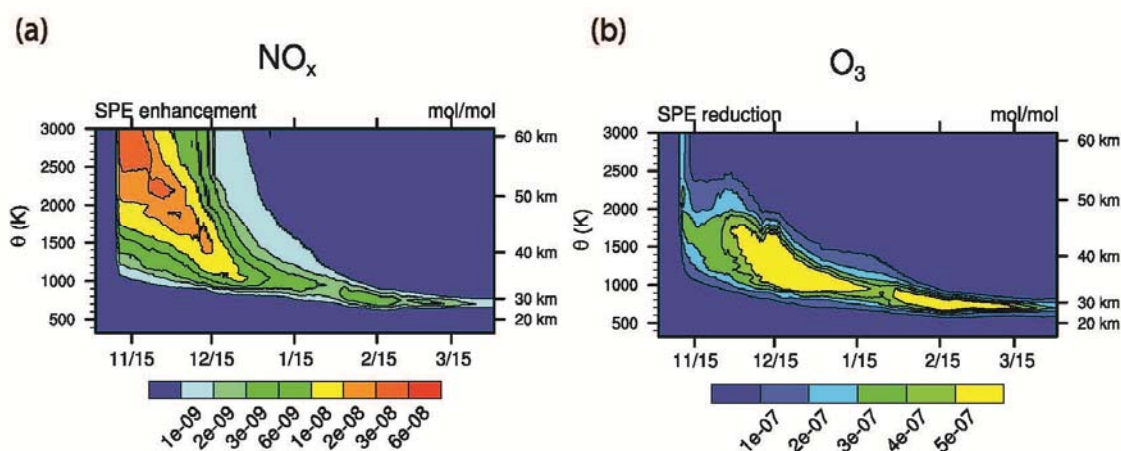 (a)
NOx
SPE enhancement mol/mol
3000
2500
2000
1500
1000
500
θ (K)
60 km
50 km
40 km
30 km
20 km
11/15 12/15 1/15 2/15 3/15
1e-09 2e-09 3e-09 6e-09 1e-08 2e-08 3e-08 6e-08
(b)
O3
SPE reduction mol/mol
3000
2500
2000
1500
1000
500
θ (K)
60 km
50 km
40 km
30 km
20 km
11/15 12/15 1/15 2/15 3/15
1e-07 2e-07 3e-07 4e-07 5e-07